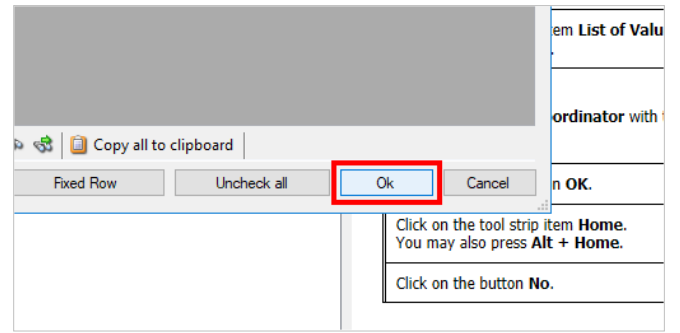 em List of Valu
.
ordinator with
Copy all to clipboard
Fixed Row
Uncheck all
Ok
Cancel
n OK.
Click on the tool strip item Home.
You may also press Alt + Home.
Click on the button No.